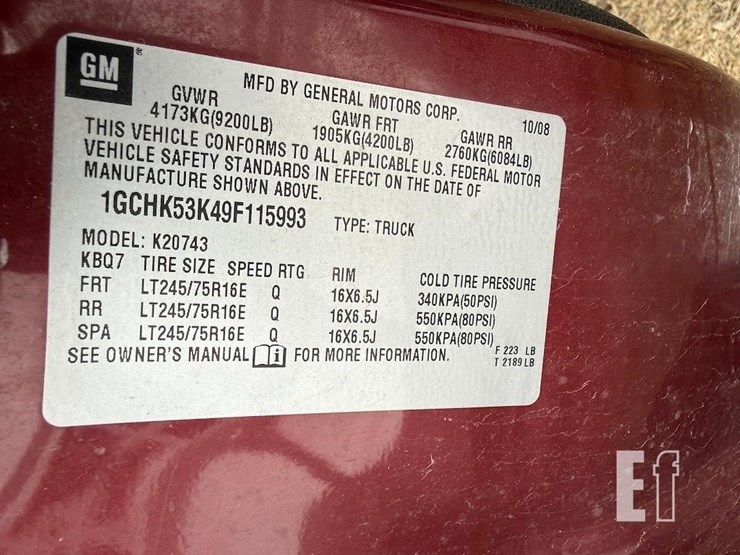 GM
MFD BY GENERAL MOTORS CORP. 10/08
GVWR GAWR FRT GAWR RR
4173KG(9200LB) 1905KG(4200LB) 2760KG(6084LB)
THIS VEHICLE CONFORMS TO ALL APPLICABLE U.S. FEDERAL MOTOR
VEHICLE SAFETY STANDARDS IN EFFECT ON THE DATE OF
MANUFACTURE SHOWN ABOVE.
1GCHK53K49F115993 TYPE: TRUCK
MODEL: K20743
KBQ7 TIRE SIZE SPEED RTG RIM COLD TIRE PRESSURE
FRT LT245/75R16E Q 16X6.5J 340KPA(50PSI)
RR LT245/75R16E Q 16X6.5J 550KPA(80PSI)
SPA LT245/75R16E Q 16X6.5J 550KPA(80PSI)
SEE OWNER'S MANUAL i FOR MORE INFORMATION.
F 223 LB
T 2189 LB
Ef